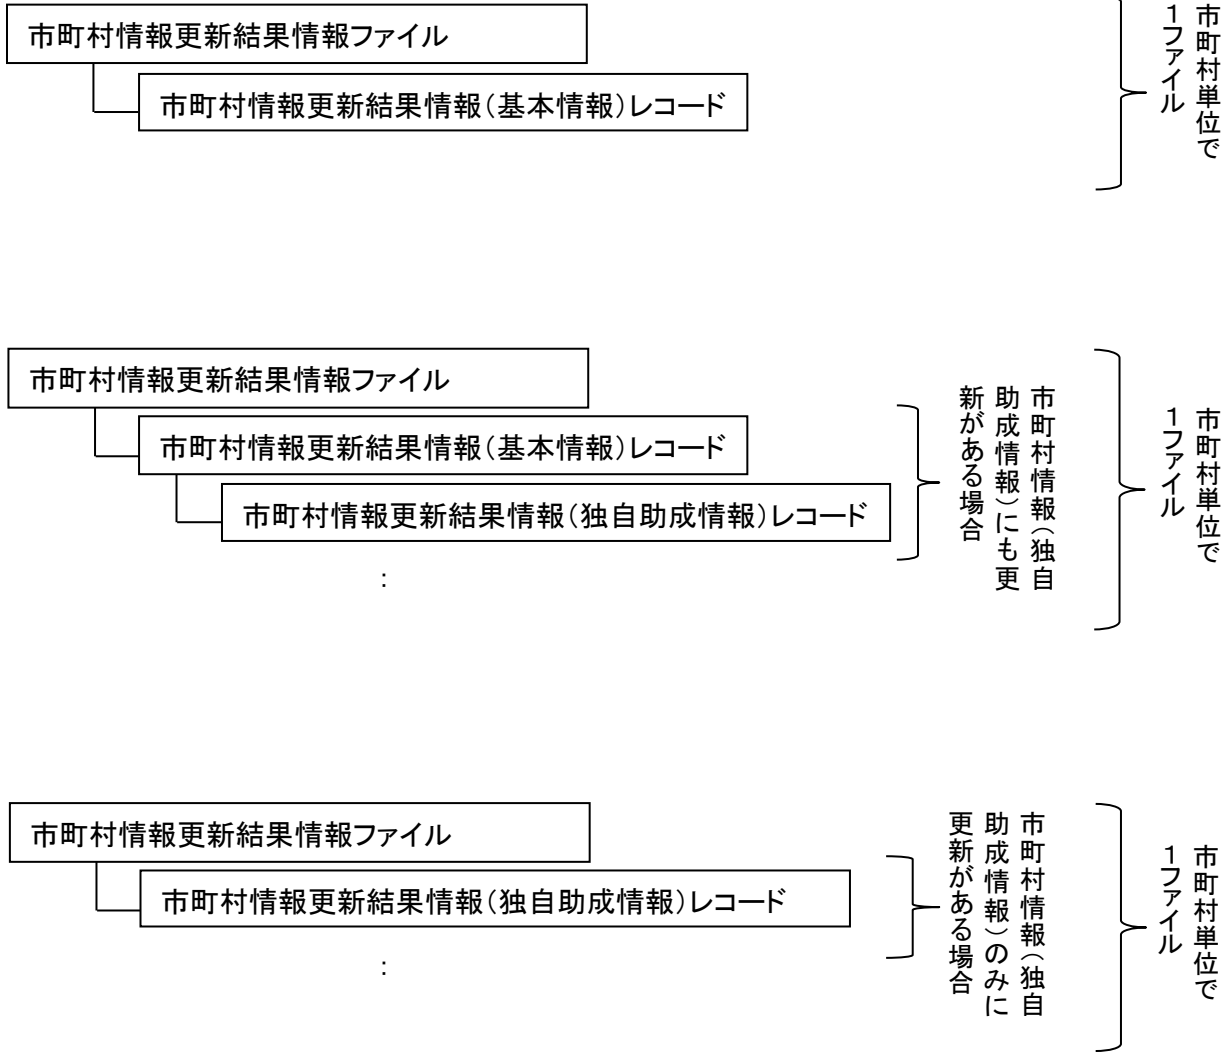 市町村情報更新結果情報ファイル
市町村情報更新結果情報（基本情報）レコード
市町村単位で
１ファイル
市町村情報更新結果情報ファイル
市町村情報更新結果情報（基本情報）レコード
市町村情報更新結果情報（独自助成情報）レコード
：
市町村情報（独自
助成情報）にも更
新がある場合
市町村単位で
１ファイル
市町村情報更新結果情報ファイル
市町村情報更新結果情報（独自助成情報）レコード
：
市町村情報（独自
助成情報）のみに
更新がある場合
市町村単位で
１ファイル